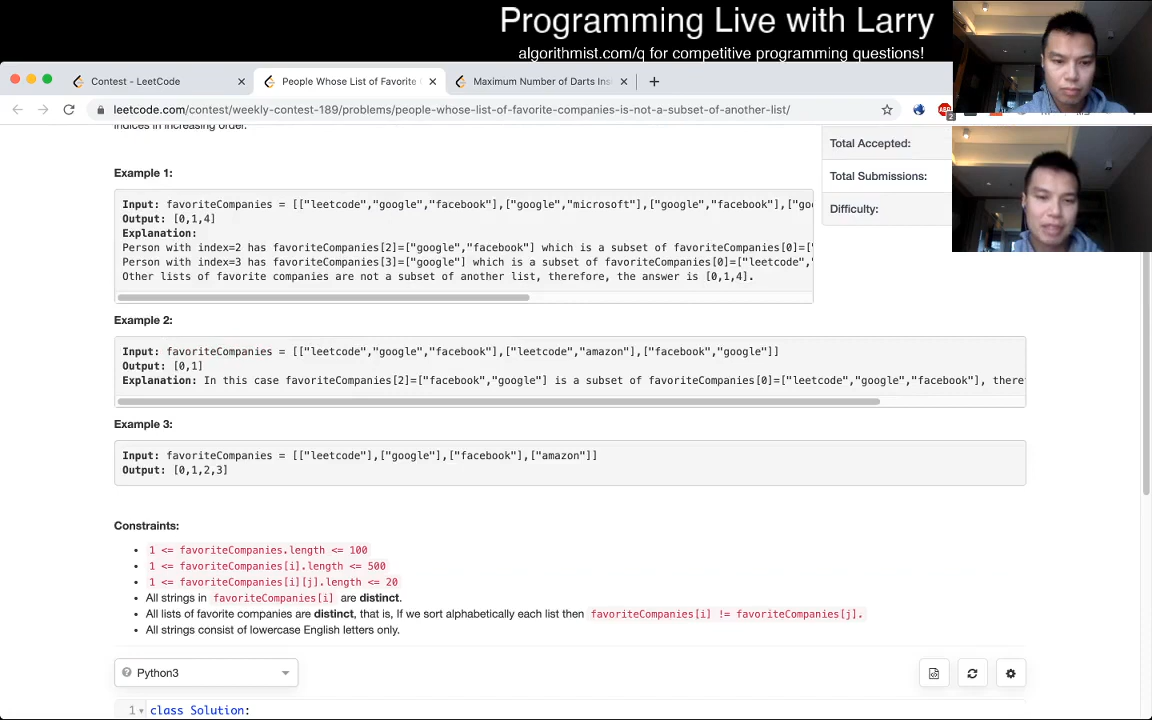 Programming Live with Larry
algorithmist.com/q for competitive programming questions!
Contest - LeetCode
People Whose List of Favorite
Maximum Number of Darts Ins
leetcode.com/contest/weekly-contest-189/problems/people-whose-list-of-favorite-companies-is-not-a-subset-of-another-list/
indices in increasing order.
Total Accepted:
Total Submissions:
Difficulty:
Example 1:
Input: favoriteCompanies = [["leetcode","google","facebook"],["google","microsoft"],["google","facebook"],["goo
Output: [0,1,4]
Explanation:
Person with index=2 has favoriteCompanies[2]=["google","facebook"] which is a subset of favoriteCompanies[0]=["
Person with index=3 has favoriteCompanies[3]=["google"] which is a subset of favoriteCompanies[0]=["leetcode","
Other lists of favorite companies are not a subset of another list, therefore, the answer is [0,1,4].
Example 2:
Input: favoriteCompanies = [["leetcode","google","facebook"],["leetcode","amazon"],["facebook","google"]]
Output: [0,1]
Explanation: In this case favoriteCompanies[2]=["facebook","google"] is a subset of favoriteCompanies[0]=["leetcode","google","facebook"], there
Example 3:
Input: favoriteCompanies = [["leetcode"],["google"],["facebook"],["amazon"]]
Output: [0,1,2,3]
Constraints:
1 <= favoriteCompanies.length <= 100
1 <= favoriteCompanies[i].length <= 500
1 <= favoriteCompanies[i][j].length <= 20
All strings in favoriteCompanies[i] are distinct.
All lists of favorite companies are distinct, that is, If we sort alphabetically each list then favoriteCompanies[i] != favoriteCompanies[j].
All strings consist of lowercase English letters only.
Python3
1 class Solution: